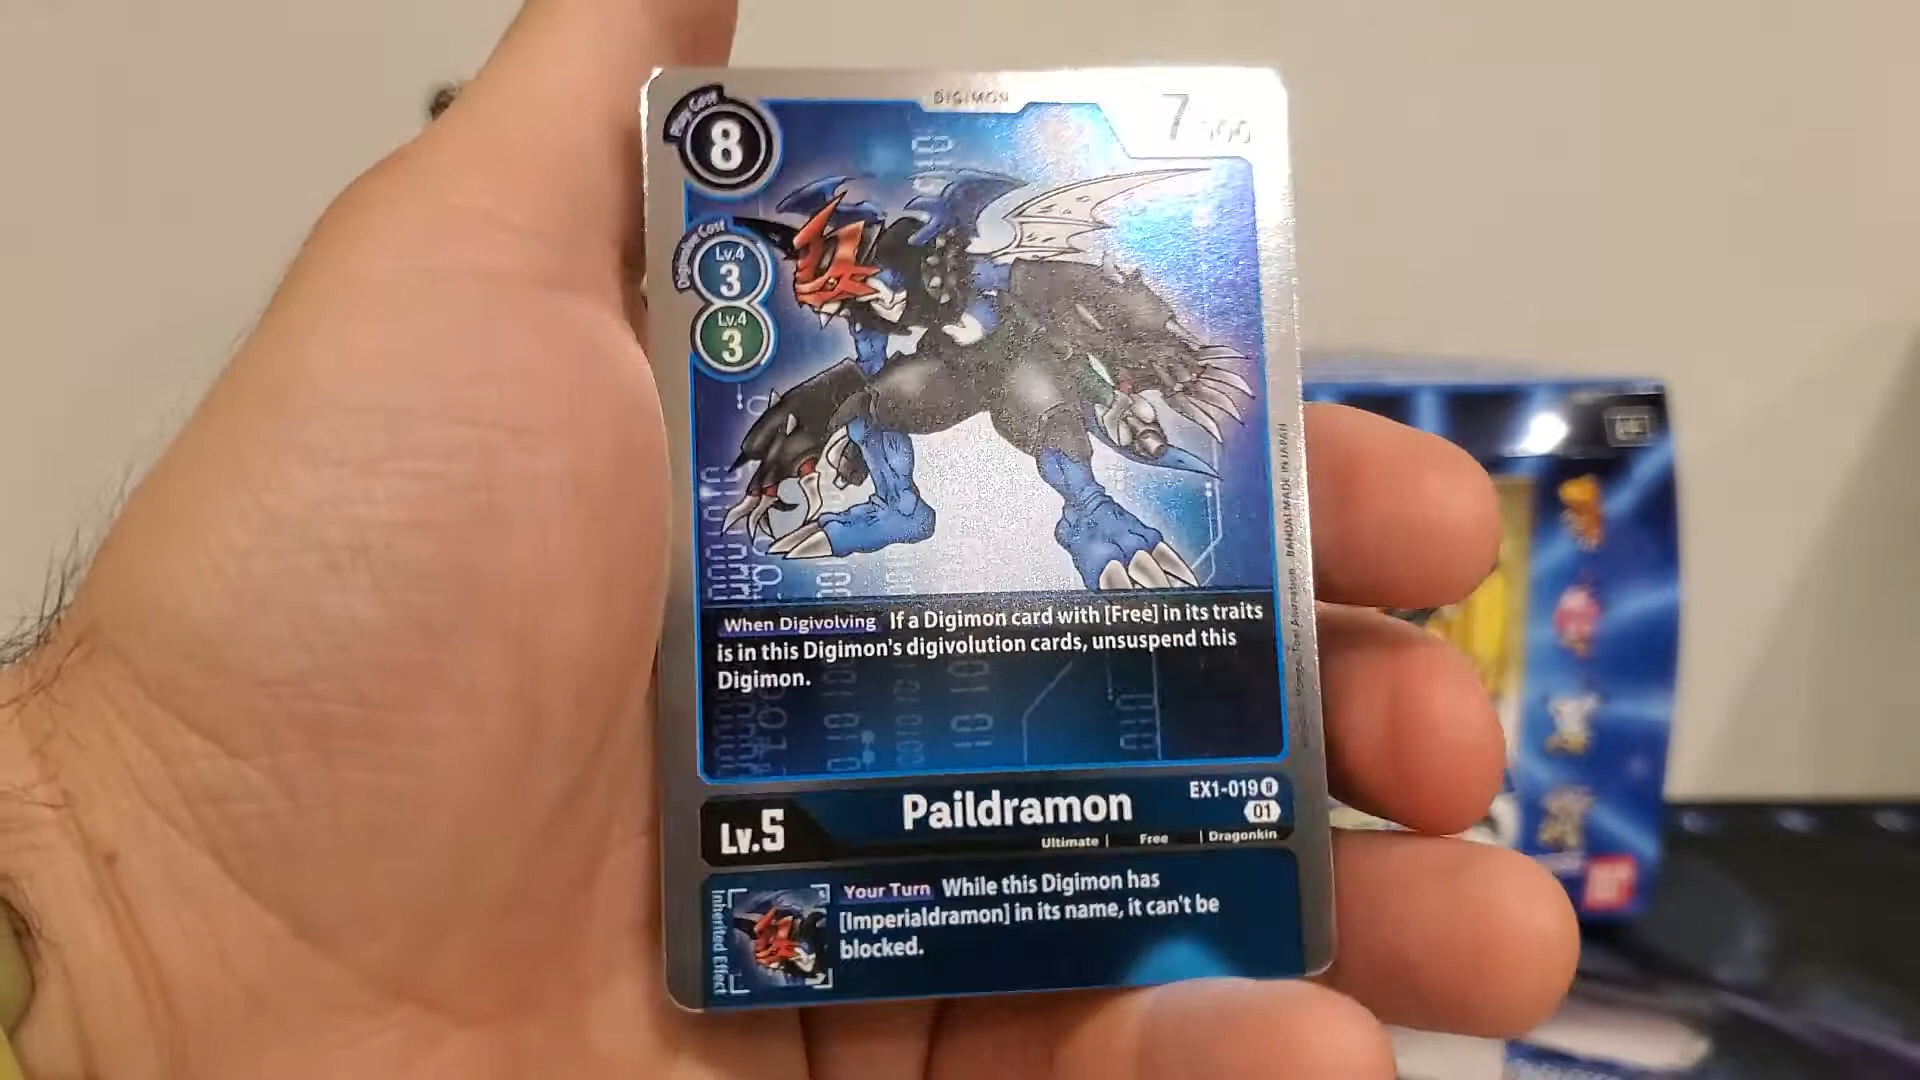 DIGIMON
Play Cost
8
7000
Digivolve Cost
Lv.4
3
Lv.4
3
When Digivolving If a Digimon card with [Free] in its traits
is in this Digimon's digivolution cards, unsuspend this
Digimon.
Lv.5
Paildramon
EX1-019 R
01
Ultimate | Free | Dragonkin
Inherited Effect
Your Turn While this Digimon has
[Imperialdramon] in its name, it can't be
blocked.
BANDAI MADE IN JAPAN